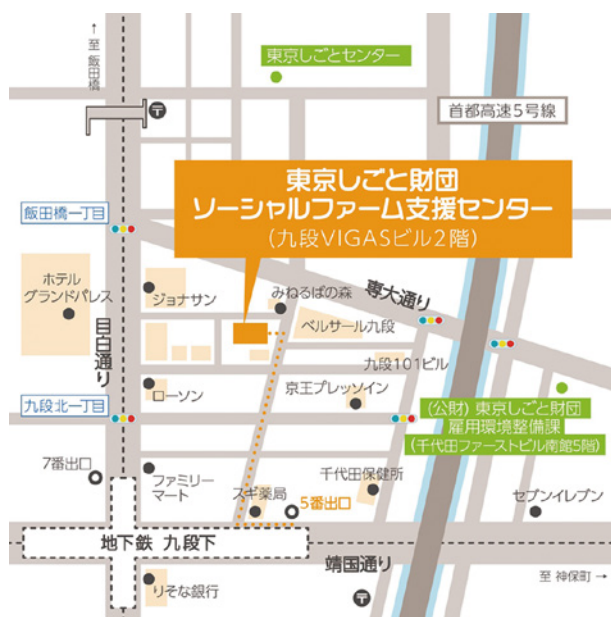 ↑
至 飯田橋
東京しごとセンター
首都高速5号線
東京しごと財団
ソーシャルファーム支援センター
(九段VIGASビル2階)
飯田橋一丁目
ホテル
グランドパレス
ジョナサン
みねるばの森
専大通り
ベルサール九段
目白通り
九段101ビル
ローソン
京王プレッソイン
九段北一丁目
(公財) 東京しごと財団
雇用環境整備課
(千代田ファーストビル南館5階)
7番出口
ファミリー
マート
スギ薬局
5番出口
千代田保健所
セブンイレブン
地下鉄 九段下
靖国通り
至 神保町 →
りそな銀行